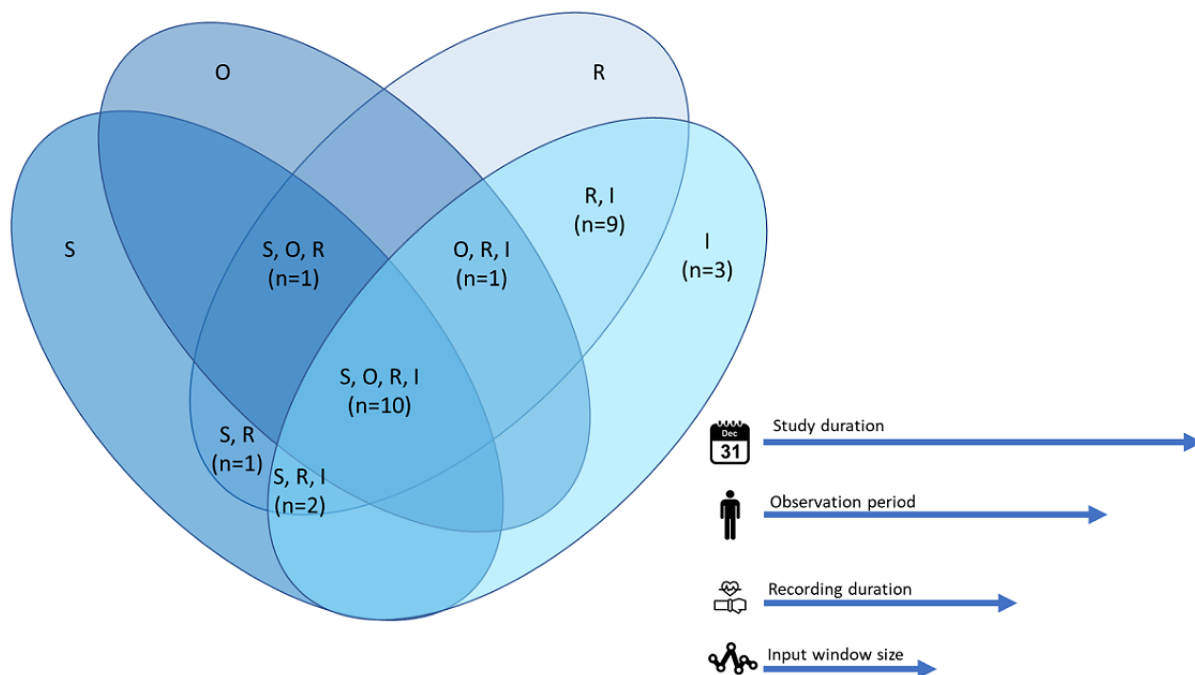 O
R
S
R, I
(n=9)
I
(n=3)
S, O, R
(n=1)
O, R, I
(n=1)
S, O, R, I
(n=10)
S, R
(n=1)
S, R, I
(n=2)
Dec
31
Study duration
Observation period
Recording duration
Input window size